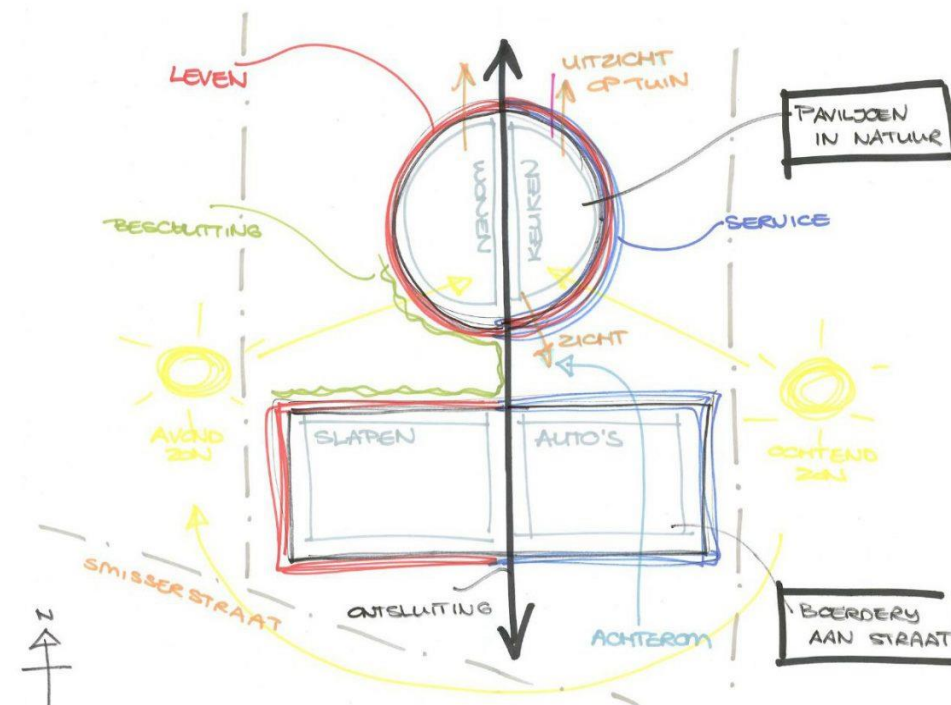 LEVEN
UITZICHT
OP TUIN
PAVILJOEN
IN NATUUR
WONEN
KEUKEN
BESCHUTTING
SERVICE
ZICHT
AVOND
ZON
SLAPEN
AUTO'S
OCHTEND
ZON
SMISSERSTRAAT
ONTSLUITING
ACHTEROM
BOERDERY
AAN STRAAT
N